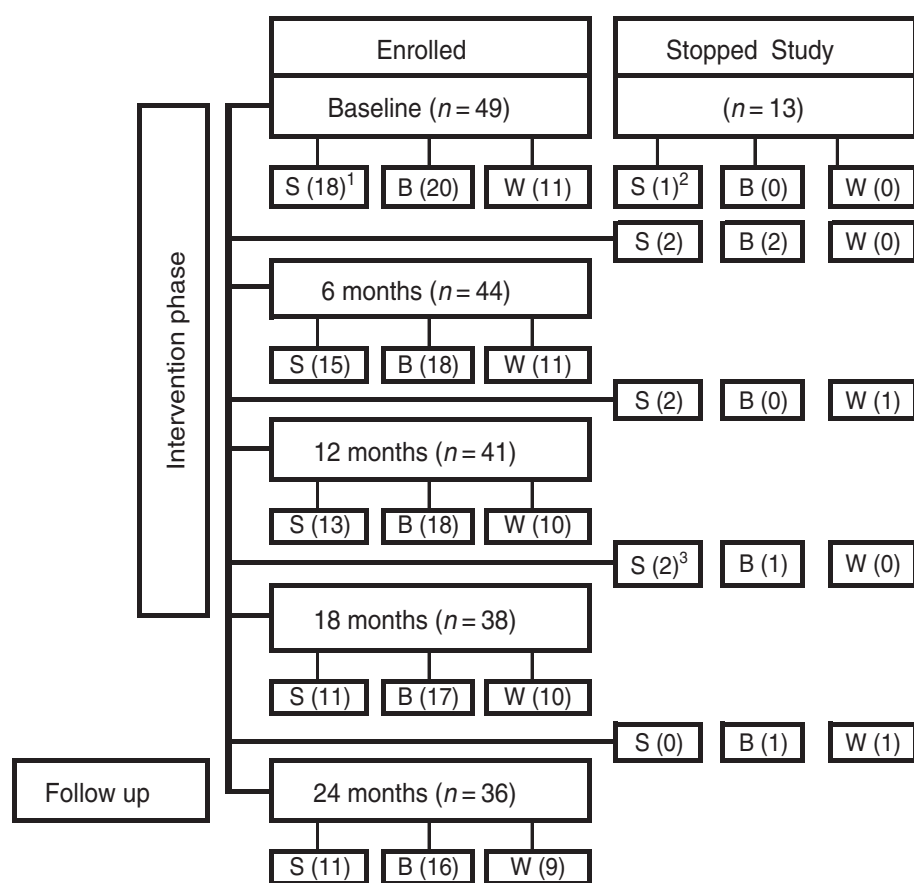 Enrolled Stopped Study
Baseline (n = 49) (n = 13)
S (18)1 B (20) W (11) S (1)2 B (0) W (0)
S (2) B (2) W (0)
6 months (n = 44)
S (15) B (18) W (11)
S (2) B (0) W (1)
Intervention phase
12 months (n = 41)
S (13) B (18) W (10)
S (2)3 B (1) W (0)
18 months (n = 38)
S (11) B (17) W (10)
S (0) B (1) W (1)
Follow up 24 months (n = 36)
S (11) B (16) W (9)